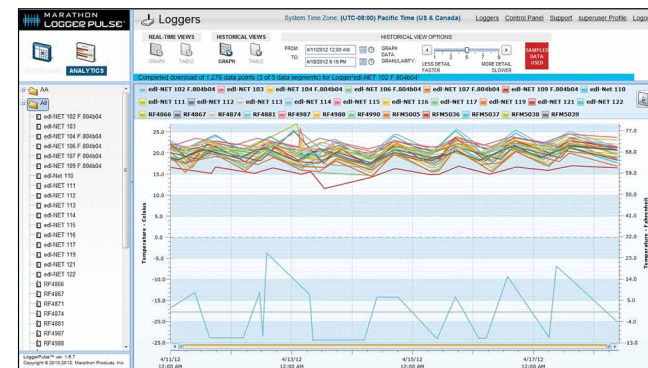 MARATHON
LOGGER PULSE™
Loggers
System Time Zone: (UTC-08:00) Pacific Time (US & Canada)
Loggers Control Panel Support superuser Profile Logou
ANALYTICS
REAL-TIME VIEWS
GRAPH TABLE
HISTORICAL VIEWS
GRAPH TABLE
HISTORICAL VIEW OPTIONS
FROM: 4/11/2012 12:00 AM
TO: 4/18/2012 9:19 PM
GRAPH DATA GRANULARITY:
1 3 5 7 9
LESS DETAIL FASTER
MORE DETAIL SLOWER
SAMPLED DATA USED
Completed download of 1,276 data points (3 of 0 data segments) for Logger'edl-NET 102 F.804b04'
AA
All
edl-NET 102 F.804b04
edl-NET 103
edl-NET 104 F.804b04
edl-NET 106 F.804b04
edl-NET 107 F.804b04
edl-NET 109 F.804b04
edl-Net 110
edl-NET 111
edl-NET 112
edl-NET 113
edl-NET 114
edl-NET 115
edl-NET 116
edl-NET 117
edl-NET 119
edl-NET 121
edl-NET 122
RF4866
RF4867
RF4871
RF4874
RF4881
RF4987
RF4988
LoggerPulse™ ver .1.8.7
Copyright © 2010-2012, Marathon Products, Inc.
edl-NET 102 F.804b04 edl-NET 103 edl-NET 104 F.804b04 edl-NET 106 F.804b04 edl-NET 107 F.804b04 edl-NET 109 F.804b04 edl-Net 110
edl-NET 111 edl-NET 112 edl-NET 113 edl-NET 114 edl-NET 115 edl-NET 116 edl-NET 117 edl-NET 119 edl-NET 121 edl-NET 122
RF4866 RF4867 RF4874 RF4881 RF4987 RF4988 RF4990 RFM5005 RFM5036 RFM5037 RFM5038 RFM5039
Temperature - Celsius
25.0
20.0
15.0
10.0
5.0
0.0
-5.0
-10.0
-15.0
-20.0
-25.0
77.0
68.0
59.0
50.0
41.0
32.0
23.0
14.0
5.0
-4.0
-13.0
Temperature - Fahrenheit
4/11/12 12:00 AM
4/13/12 12:00 AM
4/15/12 12:00 AM
4/17/12 12:00 AM